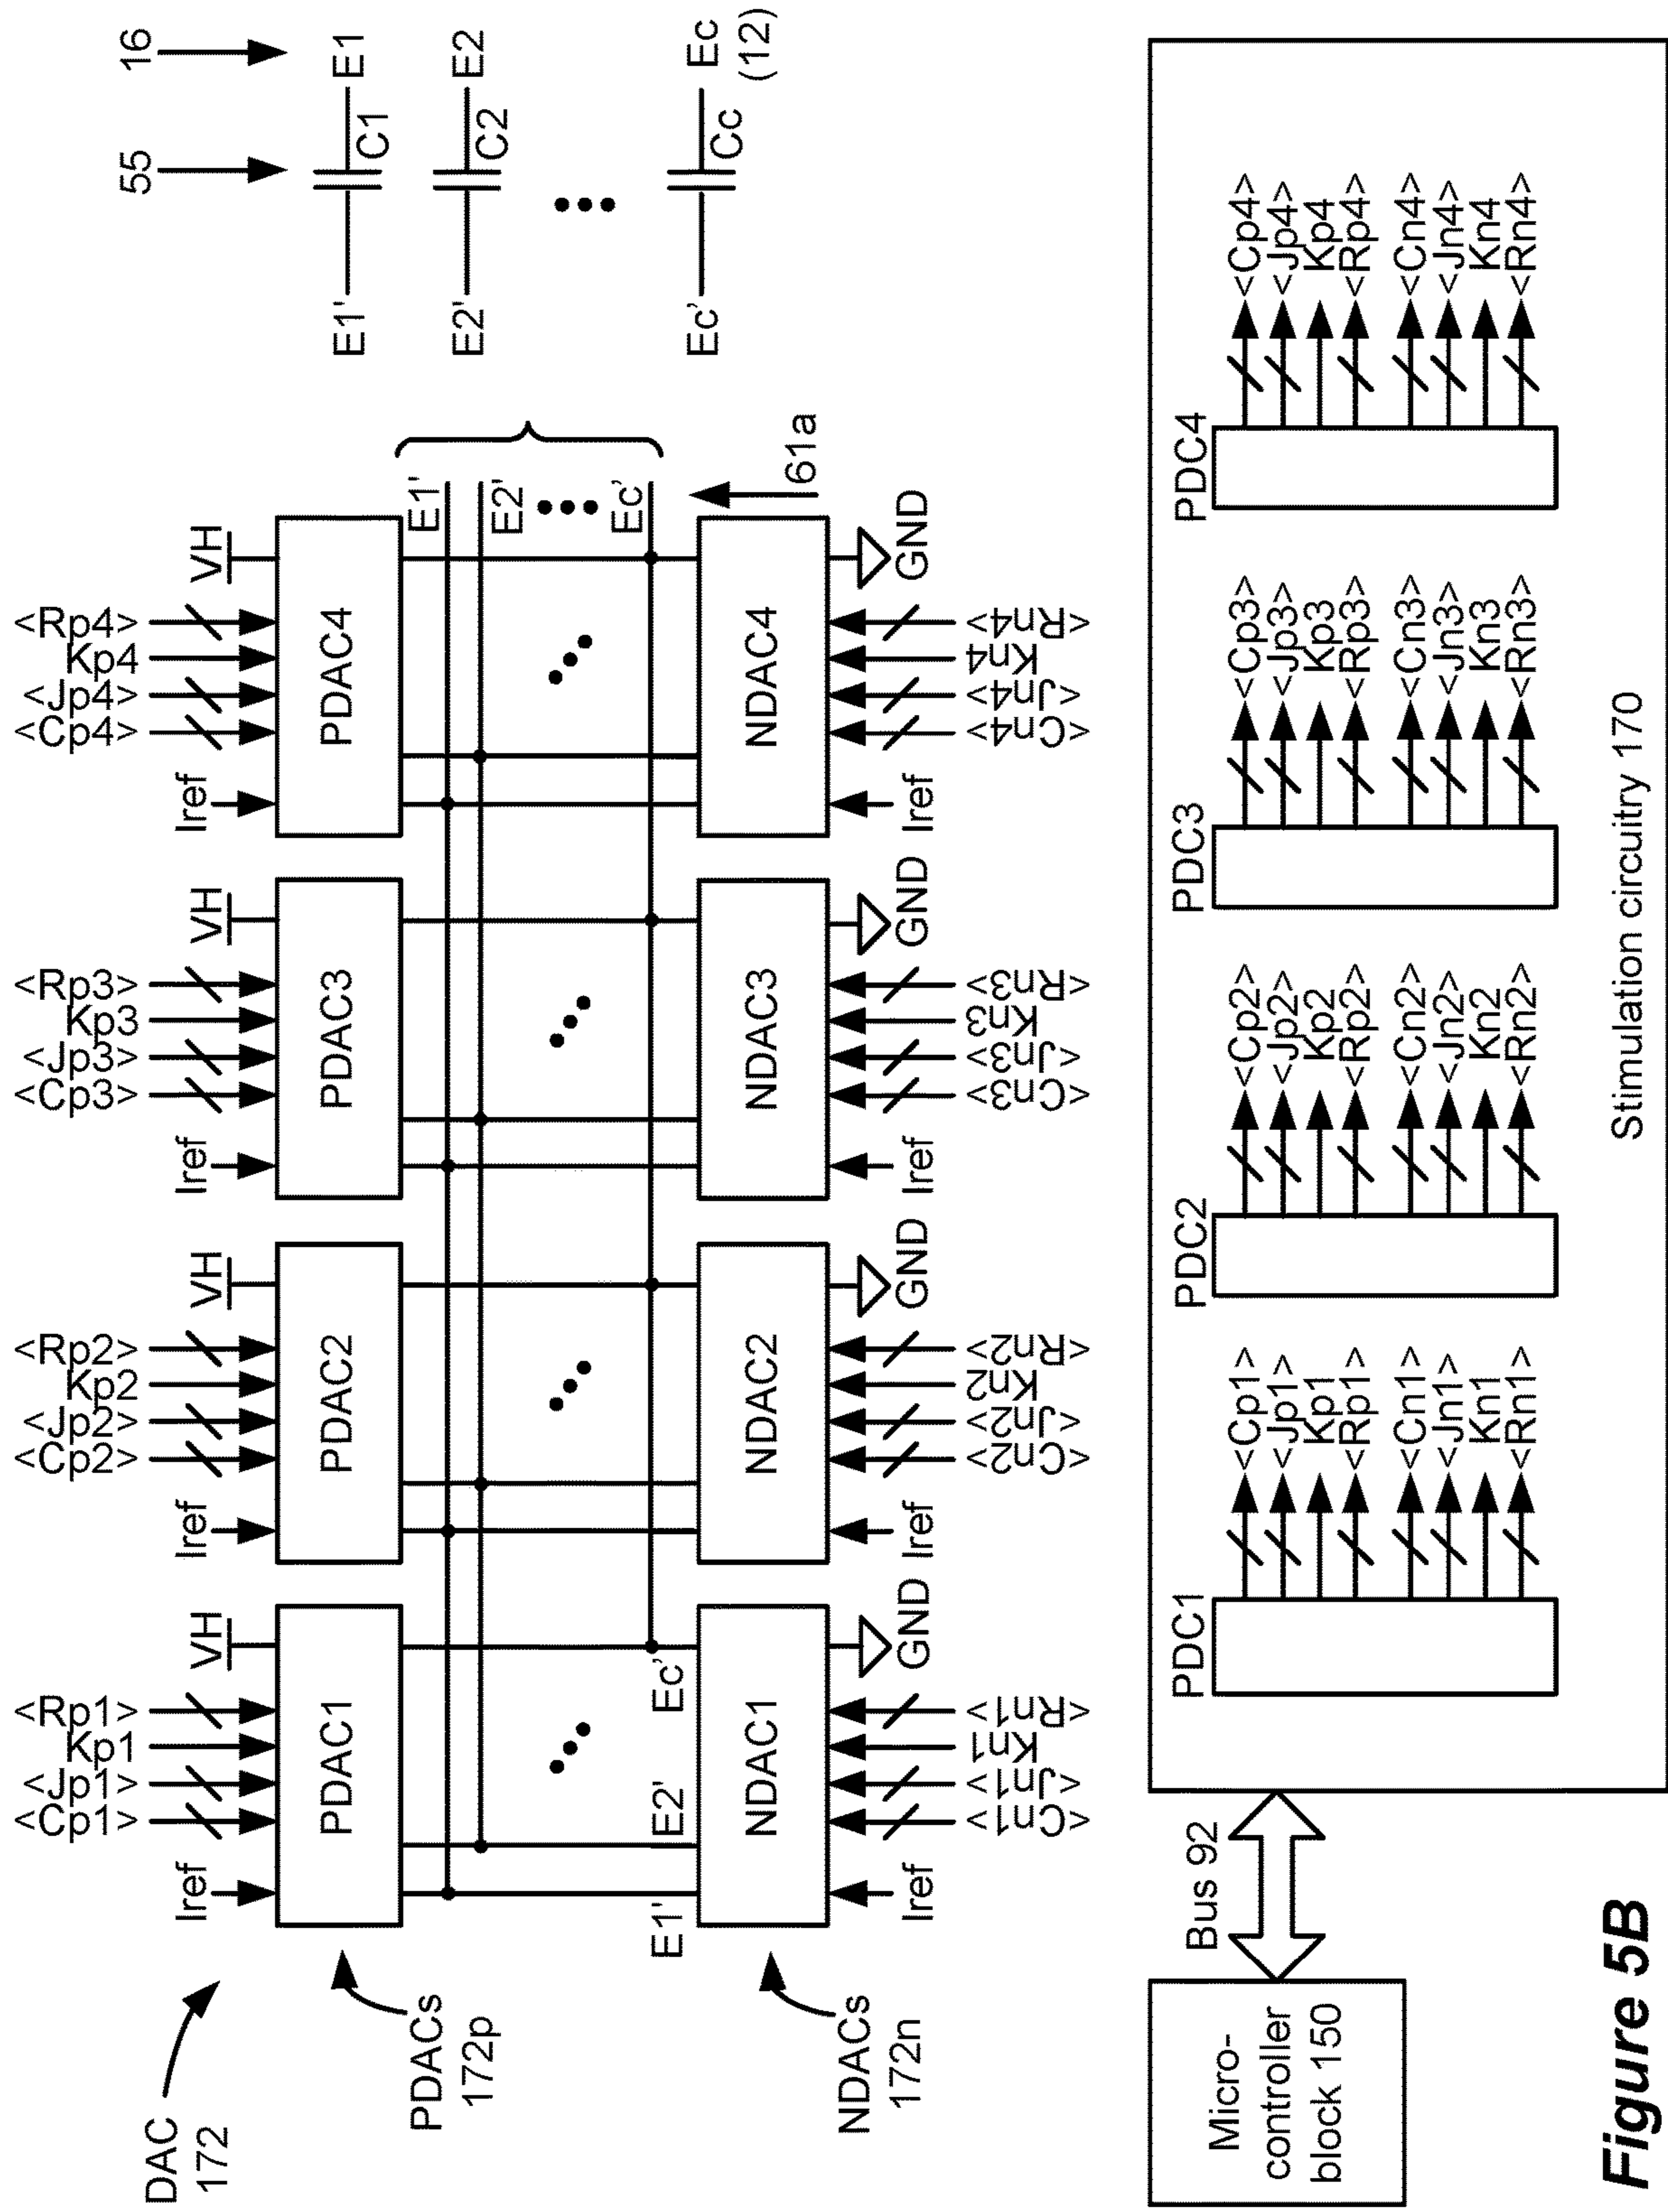 DAC
172
<Cp1>
<Jp1>
Kp1
<Rp1>
<Cp2>
<Jp2>
Kp2
<Rp2>
<Cp3>
<Jp3>
Kp3
<Rp3>
<Cp4>
<Jp4>
Kp4
<Rp4>
Iref
VH
Iref
VH
Iref
VH
Iref
VH
PDACs
172p
PDAC1
PDAC2
PDAC3
PDAC4
E1'
E2'
Ec'
E1'
E2'
Ec'
NDACs
172n
NDAC1
NDAC2
NDAC3
NDAC4
61a
Iref
GND
Iref
GND
Iref
GND
Iref
GND
<Cn1>
<Jn1>
Kn1
<Rn1>
<Cn2>
<Jn2>
Kn2
<Rn2>
<Cn3>
<Jn3>
Kn3
<Rn3>
<Cn4>
<Jn4>
Kn4
<Rn4>
55
16
E1'
C1
E1
E2'
C2
E2
Ec'
Cc
Ec
(12)
Micro-
controller
block 150
Bus 92
PDC1
<Cp1>
<Jp1>
Kp1
<Rp1>
<Cn1>
<Jn1>
Kn1
<Rn1>
PDC2
<Cp2>
<Jp2>
Kp2
<Rp2>
<Cn2>
<Jn2>
Kn2
<Rn2>
PDC3
<Cp3>
<Jp3>
Kp3
<Rp3>
<Cn3>
<Jn3>
Kn3
<Rn3>
PDC4
<Cp4>
<Jp4>
Kp4
<Rp4>
<Cn4>
<Jn4>
Kn4
<Rn4>
Stimulation circuitry 170
Figure 5B